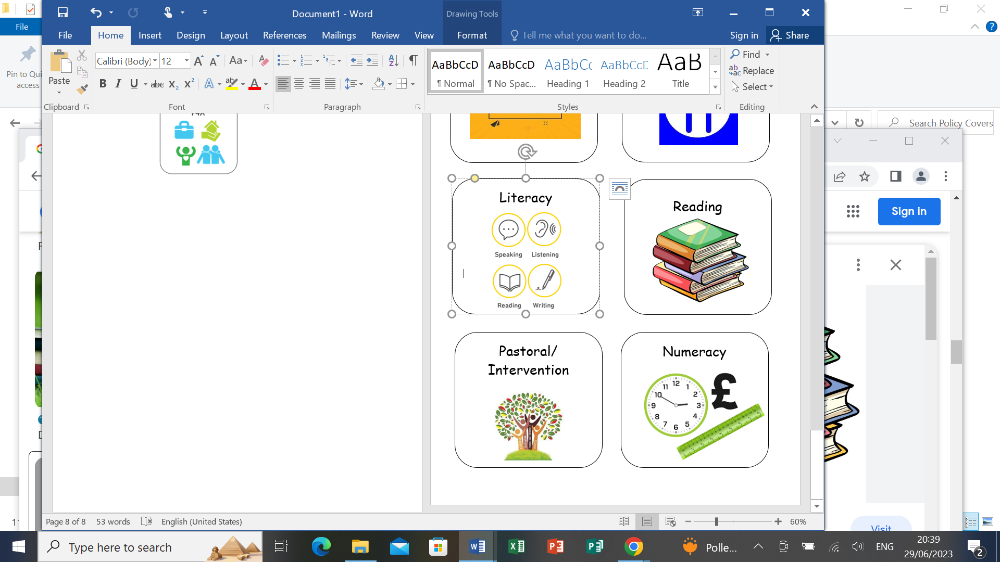 Document1 - Word
Drawing Tools
File
File
Home
Insert
Design
Layout
References
Mailings
Review
View
Format
Tell me what you want to do...
Sign in
Share
Pin to Qui
access
Paste
Clipboard
Calibri (Body)
12
Aa
B I U abc X₂ X²
Font
Paragraph
AaBbCcD
¶ Normal
AaBbCcD
¶ No Spac...
AaBbCc
Heading 1
AaBbCcD
Heading 2
AaB
Title
Styles
Find
Replace
Select
Editing
Search Policy Covers
Sign in
Literacy
Speaking Listening
Reading Writing
Reading
Pastoral/
Intervention
Numeracy
12 1 2 3 4 5 6 7 8 9 10 11
£
Visit
Page 8 of 8
53 words
English (United States)
60%
Type here to search
Polle...
ENG
20:39
29/06/2023
2